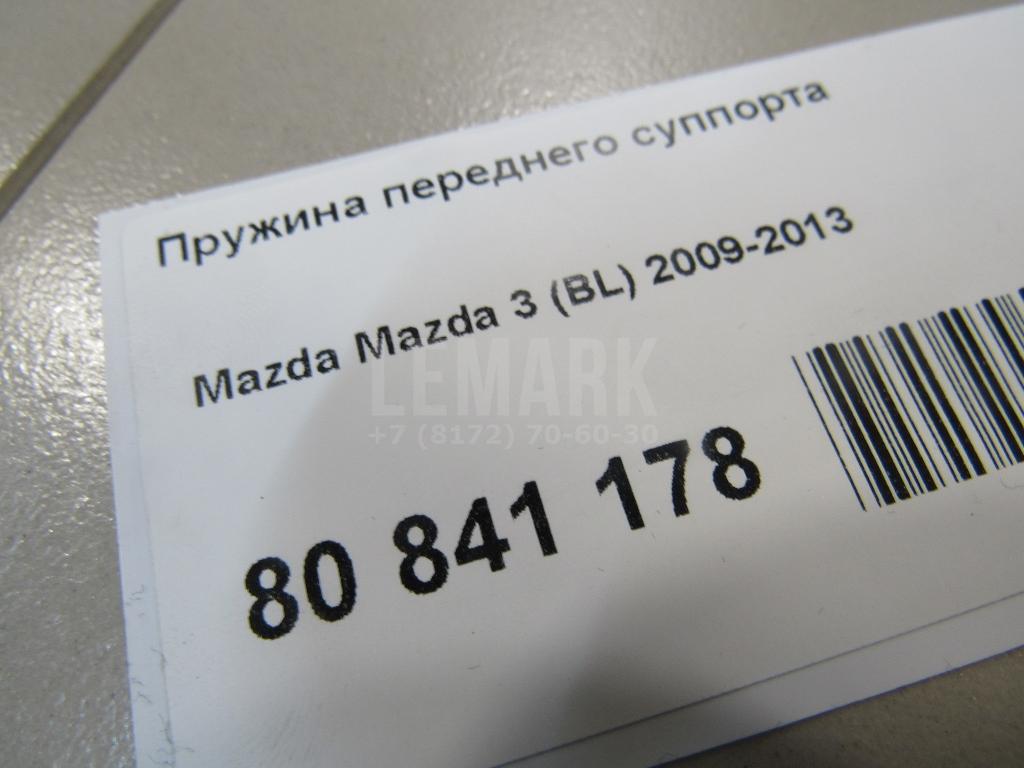 Пружина переднего суппорта
Mazda Mazda 3 (BL) 2009-2013
LEMARK
+7 (8172) 70-60-30
80 841 178